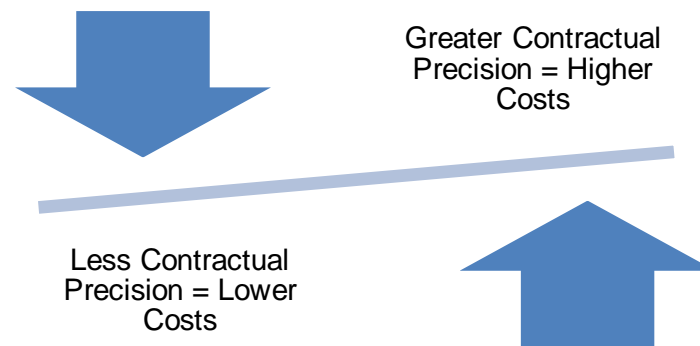 Greater Contractual
Precision = Higher
Costs
Less Contractual
Precision = Lower
Costs